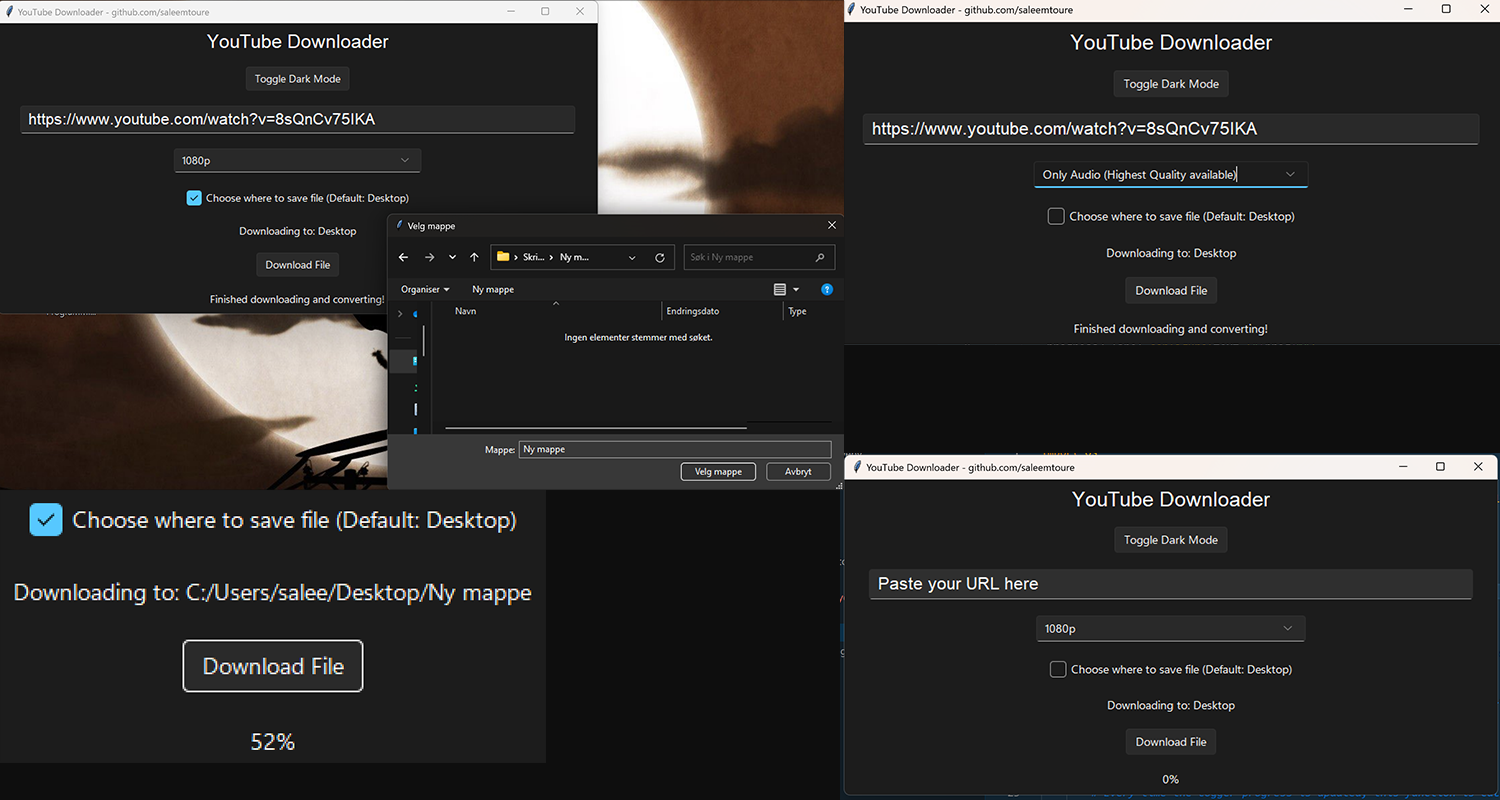 YouTube Downloader - github.com/saleemtoure
YouTube Downloader
Toggle Dark Mode
https://www.youtube.com/watch?v=8sQnCv75IKA
1080p
Choose where to save file (Default: Desktop)
Downloading to: Desktop
Download File
Finished downloading and converting!
Velg mappe
Skri... › Ny m...
Søk i Ny mappe
Organiser
Ny mappe
Navn
Endringsdato
Type
Ingen elementer stemmer med søket.
Mappe: Ny mappe
Velg mappe
Avbryt
Choose where to save file (Default: Desktop)
Downloading to: C:/Users/salee/Desktop/Ny mappe
Download File
52%
YouTube Downloader - github.com/saleemtoure
YouTube Downloader
Toggle Dark Mode
https://www.youtube.com/watch?v=8sQnCv75IKA
Only Audio (Highest Quality available)
Choose where to save file (Default: Desktop)
Downloading to: Desktop
Download File
Finished downloading and converting!
YouTube Downloader - github.com/saleemtoure
YouTube Downloader
Toggle Dark Mode
Paste your URL here
1080p
Choose where to save file (Default: Desktop)
Downloading to: Desktop
Download File
0%